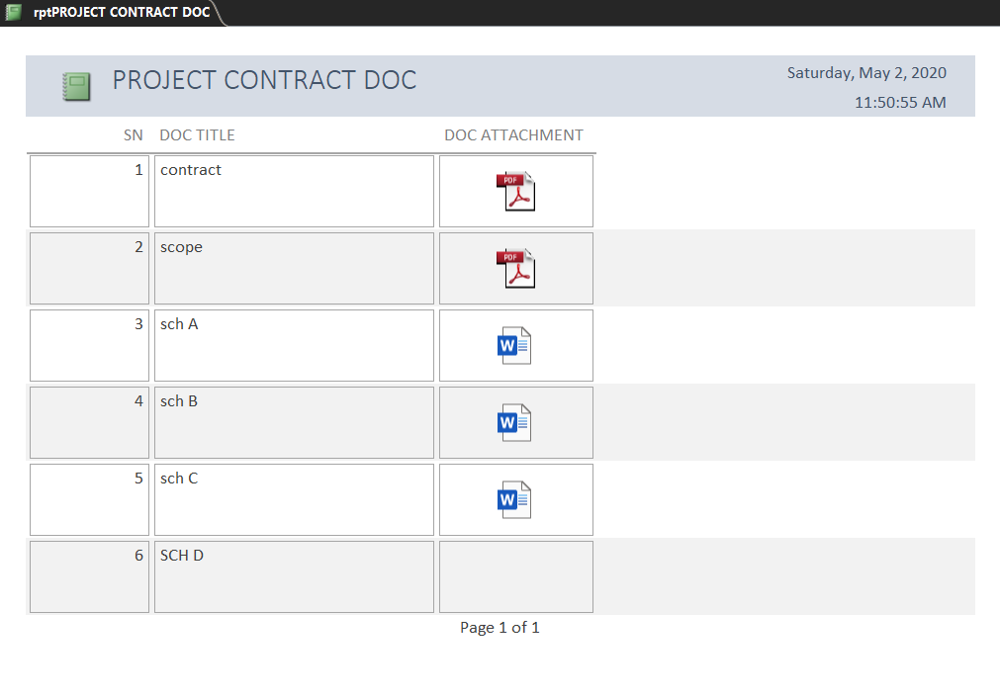 rptPROJECT CONTRACT DOC
PROJECT CONTRACT DOC
Saturday, May 2, 2020
11:50:55 AM
SN DOC TITLE DOC ATTACHMENT
1 contract PDF
2 scope PDF
3 sch A W
4 sch B W
5 sch C W
6 SCH D
Page 1 of 1